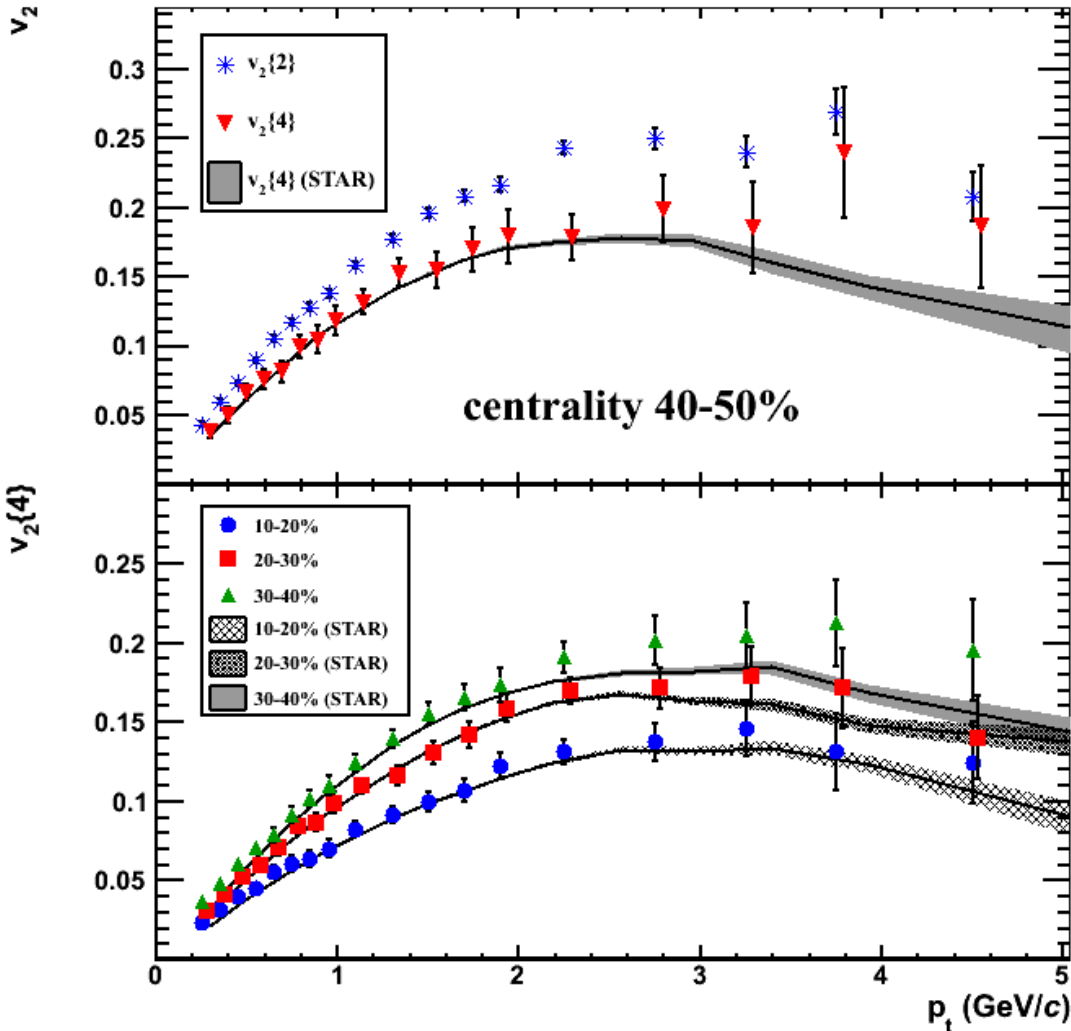 v₂
0.3
0.25
0.2
0.15
0.1
0.05
v₂{2}
v₂{4}
v₂{4} (STAR)
centrality 40-50%
v₂{4}
0.25
0.2
0.15
0.1
0.05
10-20%
20-30%
30-40%
10-20% (STAR)
20-30% (STAR)
30-40% (STAR)
0 1 2 3 4 5
pₜ (GeV/c)